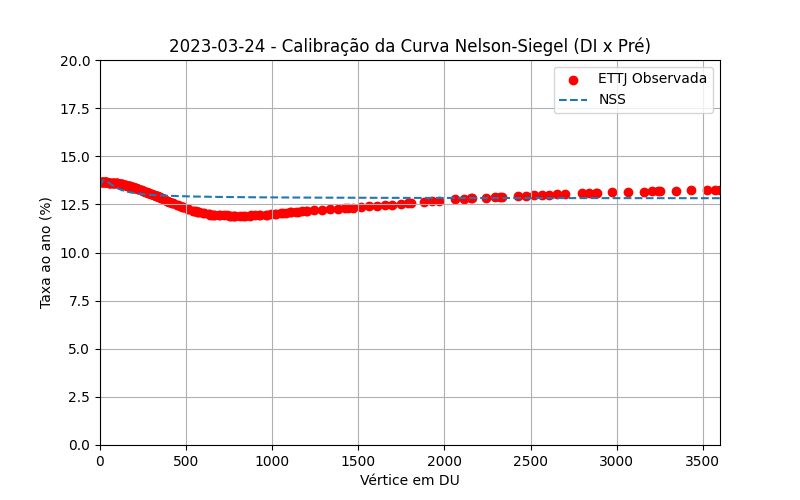 2023-03-24 - Calibração da Curva Nelson-Siegel (DI x Pré)
ETTJ Observada
NSS
Taxa ao ano (%)
20.0
17.5
15.0
12.5
10.0
7.5
5.0
2.5
0.0
0 500 1000 1500 2000 2500 3000 3500
Vértice em DU